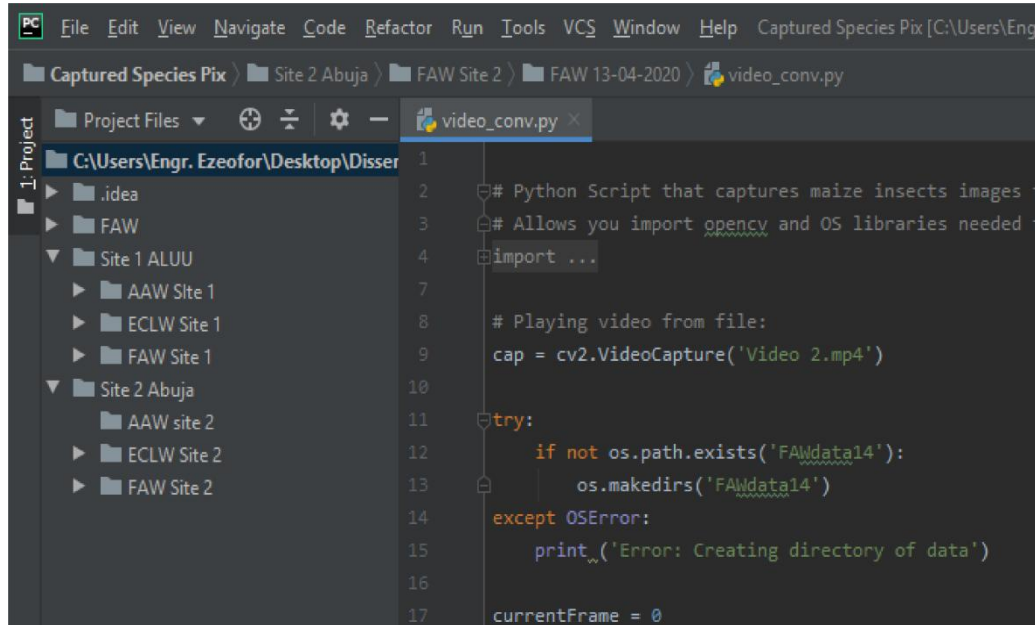 PC File Edit View Navigate Code Refactor Run Tools VCS Window Help Captured Species Pix [C:\Users\Eng
Captured Species Pix Site 2 Abuja FAW Site 2 FAW 13-04-2020 video_conv.py
1: Project
Project Files
C:\Users\Engr. Ezeofor\Desktop\Disser
.idea
FAW
Site 1 ALUU
AAW SIte 1
ECLW Site 1
FAW Site 1
Site 2 Abuja
AAW site 2
ECLW Site 2
FAW Site 2
video_conv.py
1
2 # Python Script that captures maize insects images
3 # Allows you import opencv and OS libraries needed
4 import ...
7
8 # Playing video from file:
9 cap = cv2.VideoCapture('Video 2.mp4')
10
11 try:
12 if not os.path.exists('FAWdata14'):
13 os.makedirs('FAWdata14')
14 except OSError:
15 print ('Error: Creating directory of data')
16
17 currentFrame = 0